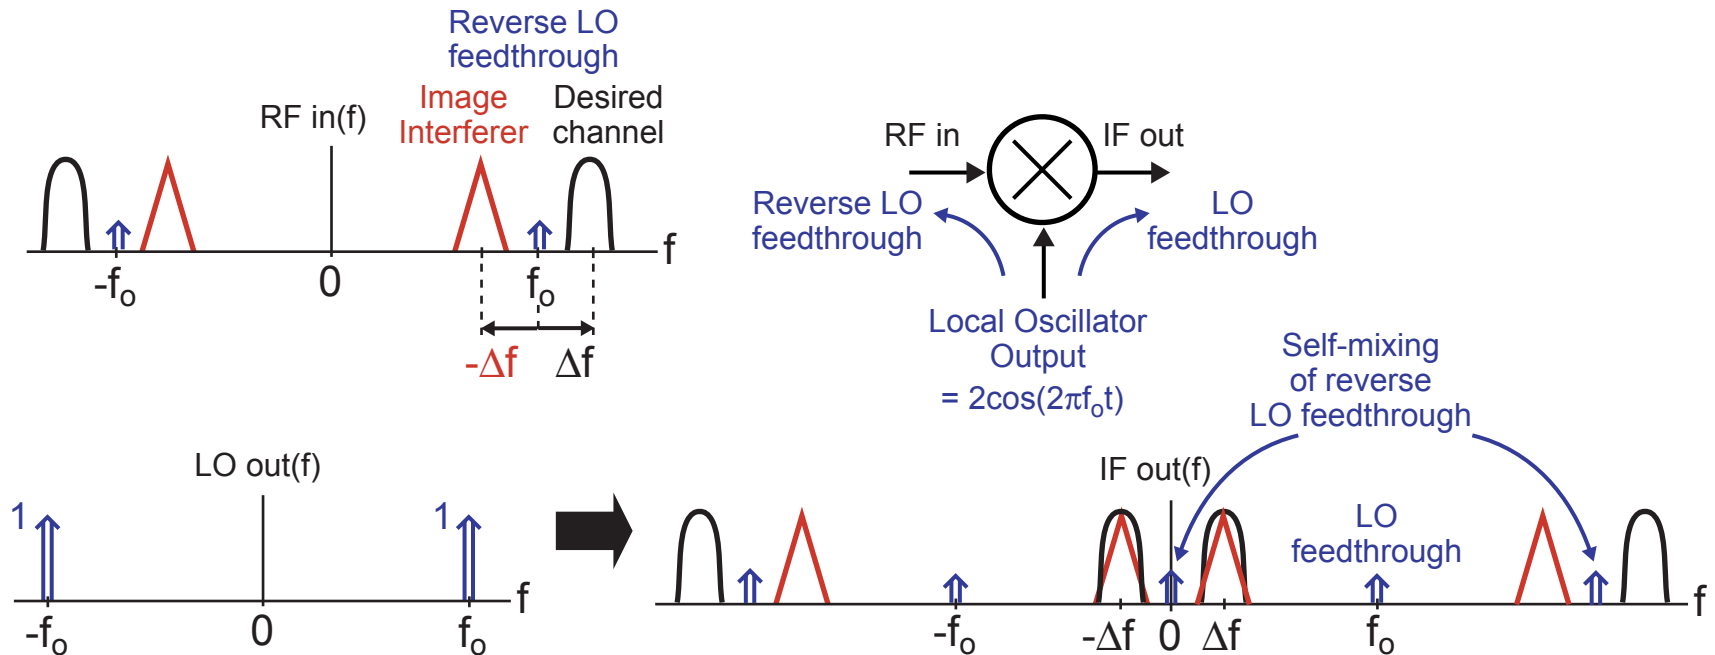 Reverse LO
feedthrough
Image
Interferer
Desired
channel
RF in(f)
-fo
0
fo
f
-Δf
Δf
RF in
IF out
Reverse LO
feedthrough
LO
feedthrough
Local Oscillator
Output
= 2cos(2πfot)
Self-mixing
of reverse
LO feedthrough
LO out(f)
1
1
-fo
0
fo
f
IF out(f)
LO
feedthrough
-fo
-Δf
0
Δf
fo
f